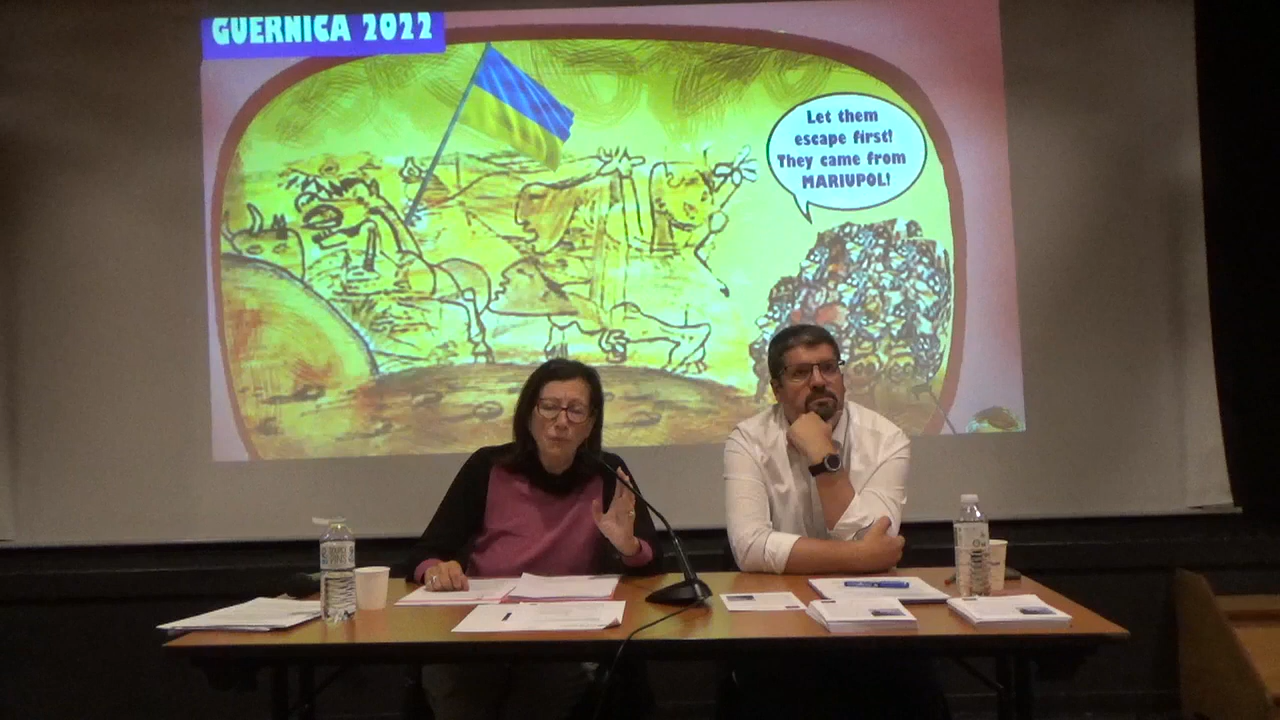 GUERNICA 2022
Let them
escape first!
They came from
MARIUPOL!